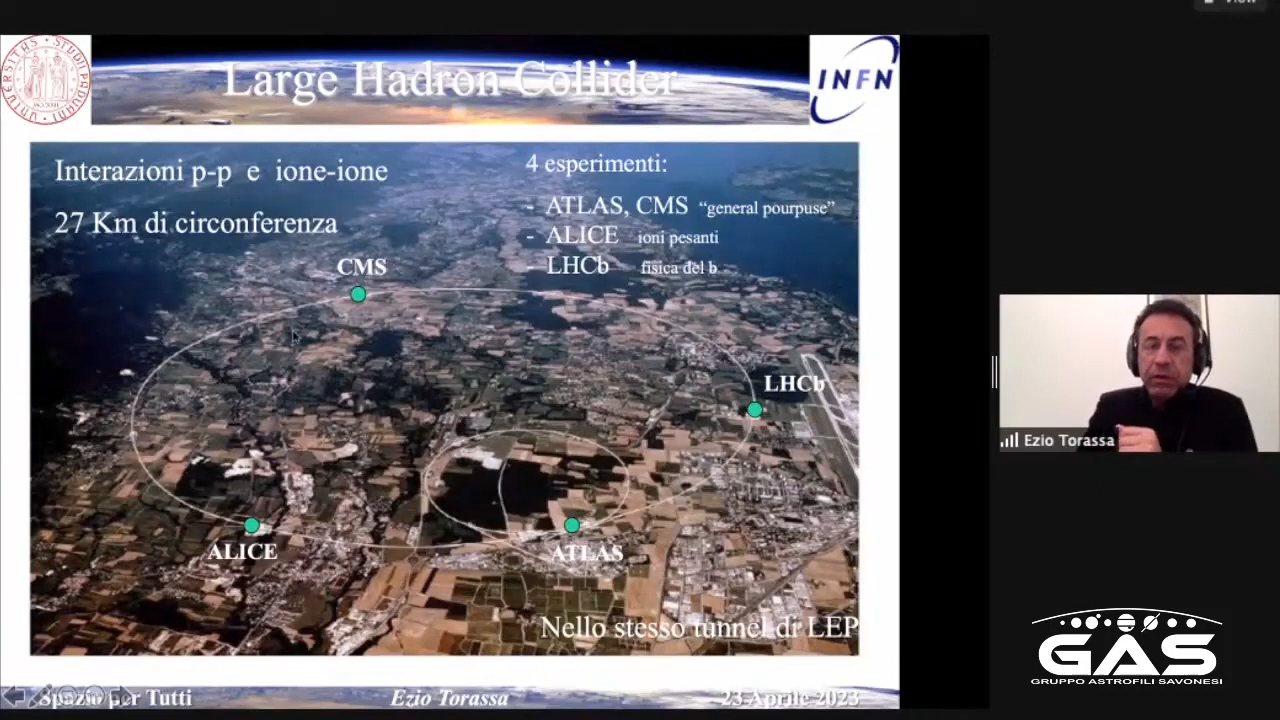 View
Large Hadron Collider
INFN
Interazioni p-p e ione-ione
27 Km di circonferenza
4 esperimenti:
- ATLAS, CMS “general pourpuse”
- ALICE ioni pesanti
- LHCb fisica del b
CMS
LHCb
ALICE
ATLAS
Nello stesso tunnel di LEP
Spazio per Tutti
Ezio Torassa
23 Aprile 2023
Ezio Torassa
GAS
GRUPPO ASTROFILI SAVONESI